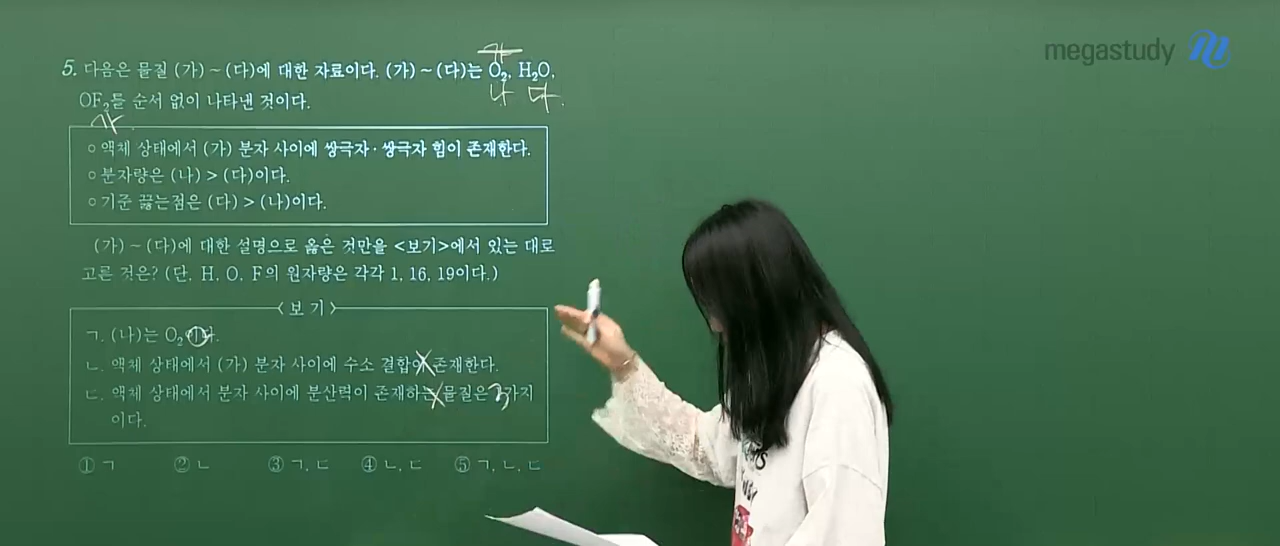 megastudy
가
5. 다음은 물질 (가)~(다)에 대한 자료이다. (가)~(다)는 O₂, H₂O,
나 다
OF₂를 순서 없이 나타낸 것이다.
가
○ 액체 상태에서 (가) 분자 사이에 쌍극자·쌍극자 힘이 존재한다.
○ 분자량은 (나) > (다)이다.
○ 기준 끓는점은 (다) > (나)이다.
(가)~(다)에 대한 설명으로 옳은 것만을 <보기>에서 있는 대로
고른 것은? (단, H, O, F의 원자량은 각각 1, 16, 19이다.)
<보 기>
ㄱ. (나)는 O₂이다.
ㄴ. 액체 상태에서 (가) 분자 사이에 수소 결합이 존재한다.
ㄷ. 액체 상태에서 분자 사이에 분산력이 존재하는 물질은 3가지
이다.
① ㄱ ② ㄴ ③ ㄱ, ㄷ ④ ㄴ, ㄷ ⑤ ㄱ, ㄴ, ㄷ